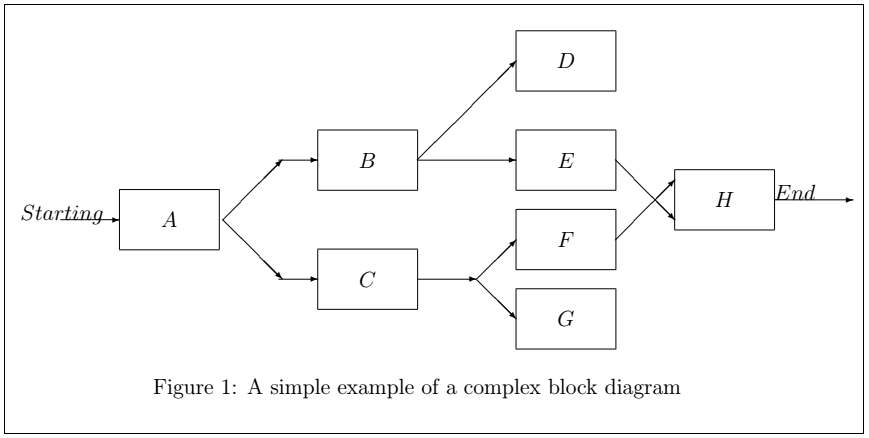 D
B
E
Starting
A
H
End
F
C
G
Figure 1: A simple example of a complex block diagram